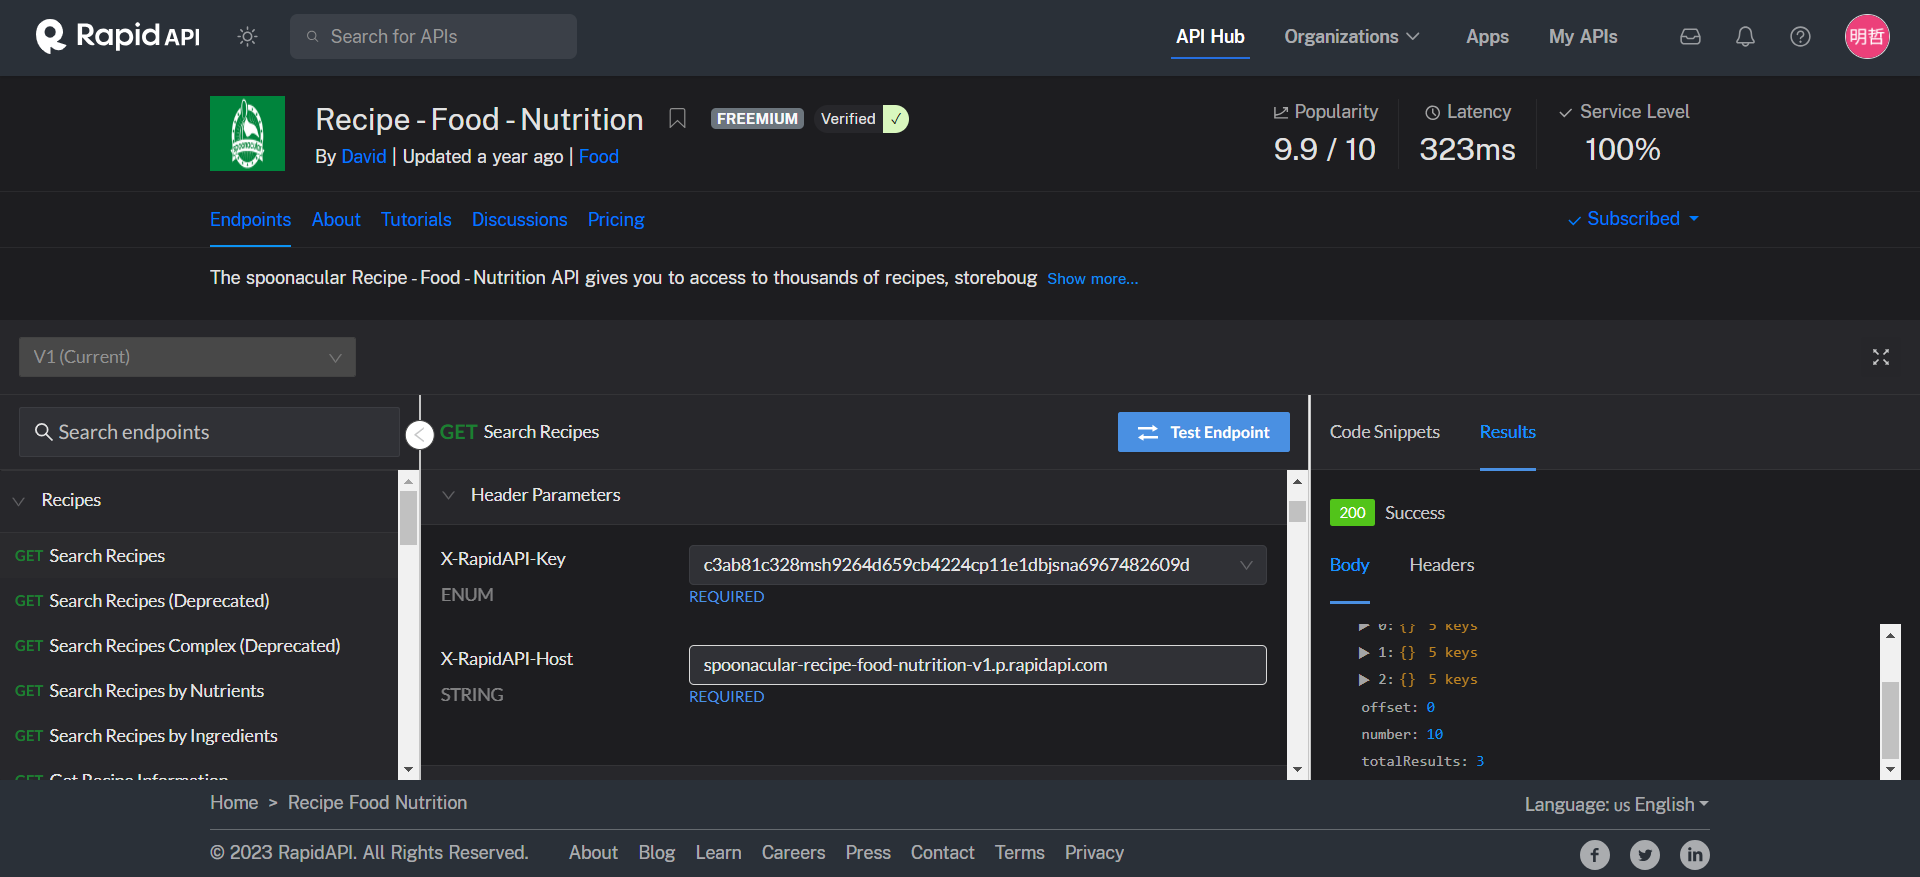 Rapid API
Search for APIs
API Hub
Organizations
Apps
My APIs
明哲
spoonacular
Recipe - Food - Nutrition
FREEMIUM
Verified ✓
By David | Updated a year ago | Food
Popularity
9.9 / 10
Latency
323ms
Service Level
100%
Endpoints
About
Tutorials
Discussions
Pricing
Subscribed
The spoonacular Recipe - Food - Nutrition API gives you to access to thousands of recipes, storeboug Show more...
V1 (Current)
Search endpoints
Recipes
GET Search Recipes
GET Search Recipes (Deprecated)
GET Search Recipes Complex (Deprecated)
GET Search Recipes by Nutrients
GET Search Recipes by Ingredients
GET Get Recipe Information
GET Search Recipes
Test Endpoint
Header Parameters
X-RapidAPI-Key
c3ab81c328msh9264d659cb4224cp11e1dbjsna6967482609d
ENUM
REQUIRED
X-RapidAPI-Host
spoonacular-recipe-food-nutrition-v1.p.rapidapi.com
STRING
REQUIRED
Code Snippets
Results
200 Success
Body
Headers
0: {} 5 keys
1: {} 5 keys
2: {} 5 keys
offset: 0
number: 10
totalResults: 3
Home > Recipe Food Nutrition
Language: US English
© 2023 RapidAPI. All Rights Reserved.
About
Blog
Learn
Careers
Press
Contact
Terms
Privacy